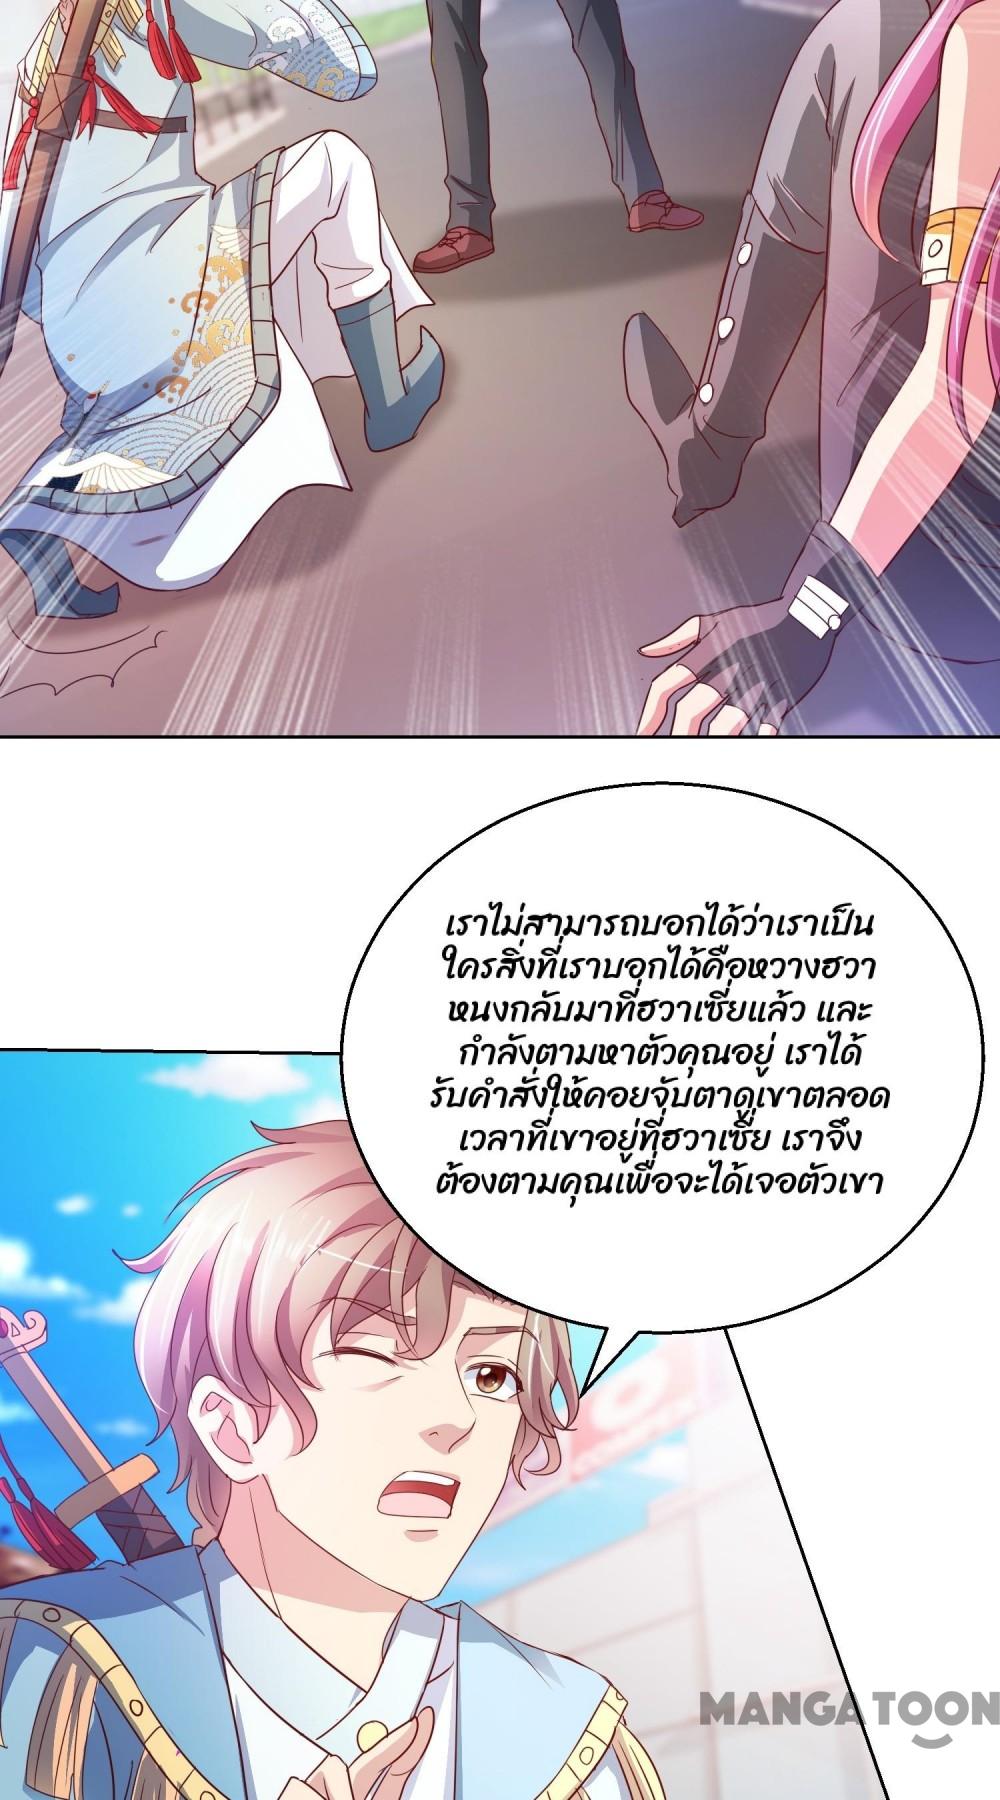 เราไม่สามารถบอกได้ว่าเราเป็น
ใครสิ่งที่เราบอกได้คือหวางฮวา
หนงกลับมาที่ฮวาเซี่ยแล้ว และ
กำลังตามหาตัวคุณอยู่ เราได้
รับคำสั่งให้คอยจับตาดูเขาตลอด
เวลาที่เขาอยู่ที่ฮวาเซี่ย เราจึง
ต้องตามคุณเพื่อจะได้เจอตัวเขา
MANGATOON